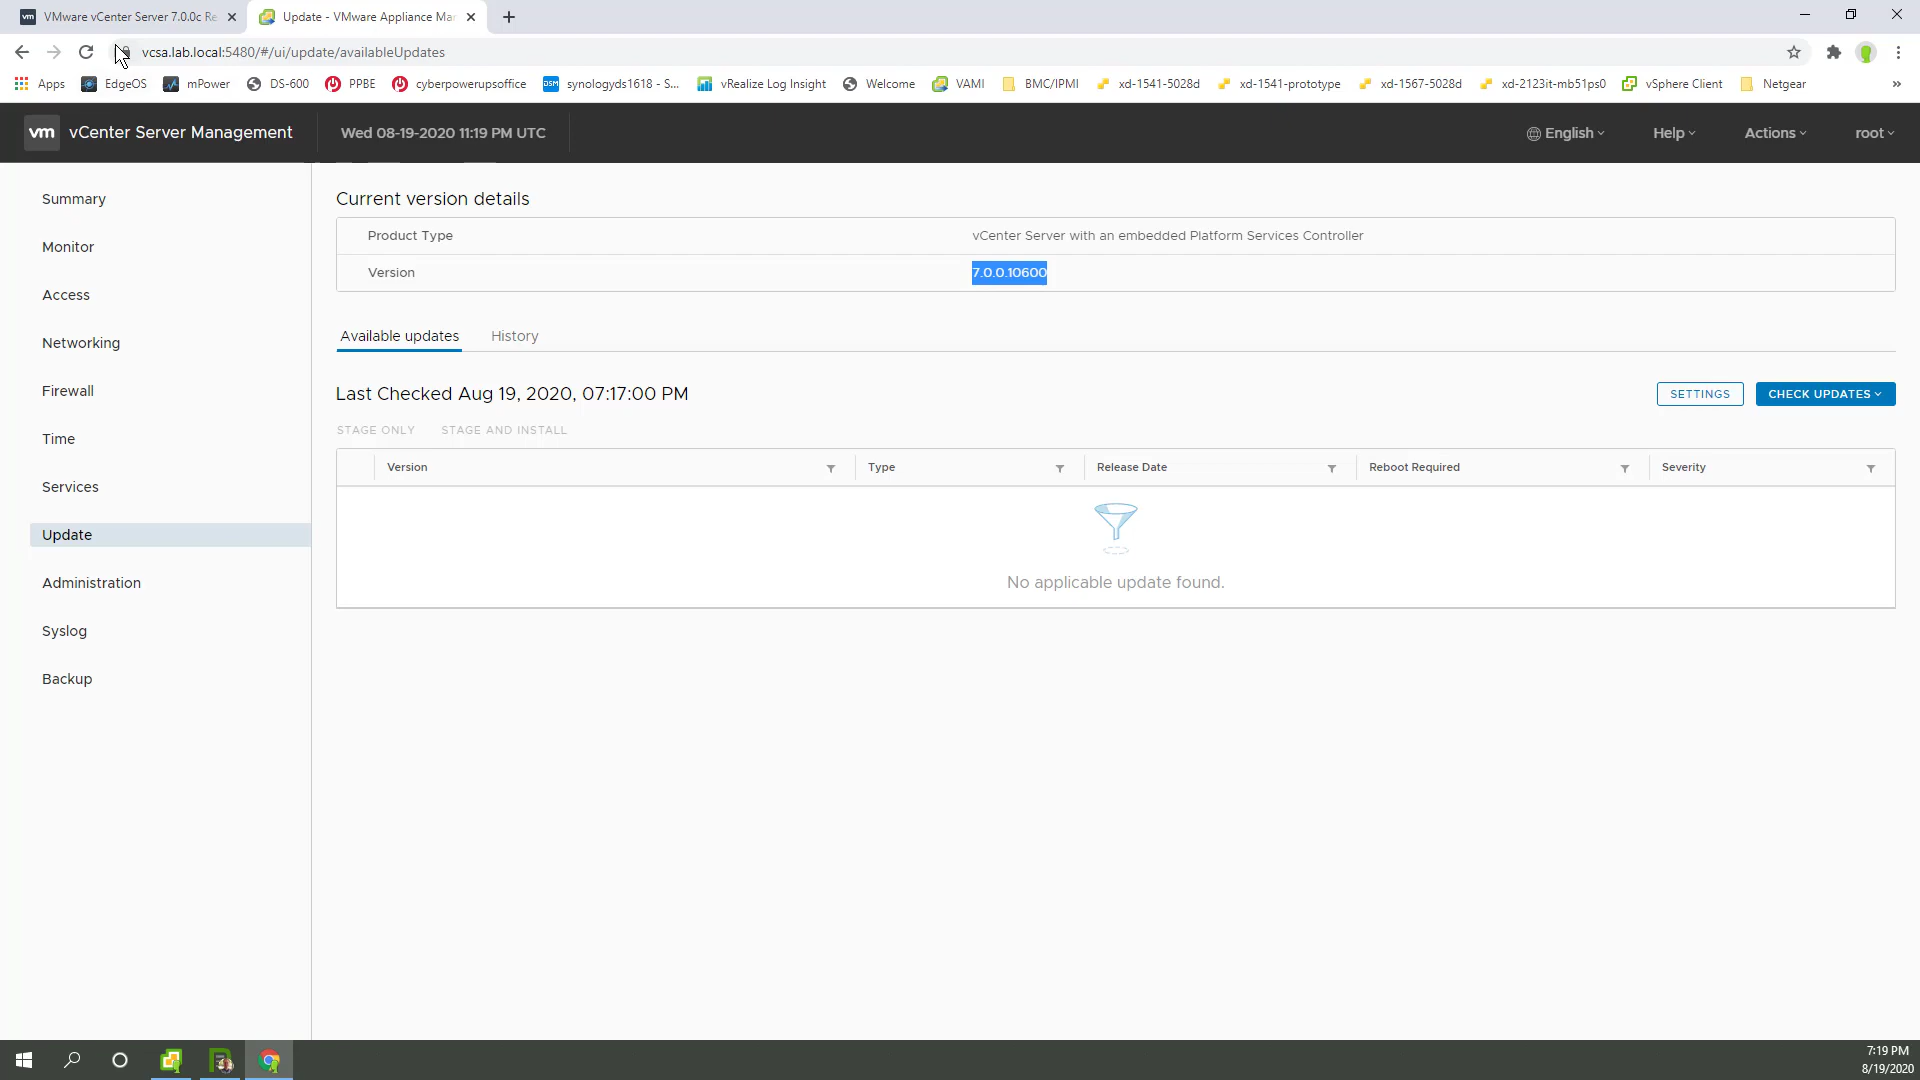 VMware vCenter Server 7.0.0c Re
Update - VMware Appliance Mar
vcsa.lab.local:5480/#/ui/update/availableUpdates
Apps EdgeOS mPower DS-600 PPBE cyberpowerupsoffice DSM synologyds1618 - S... vRealize Log Insight Welcome VAMI BMC/IPMI xd-1541-5028d xd-1541-prototype xd-1567-5028d xd-2123it-mb51ps0 vSphere Client Netgear »
vm vCenter Server Management Wed 08-19-2020 11:19 PM UTC English Help Actions root
Summary
Monitor
Access
Networking
Firewall
Time
Services
Update
Administration
Syslog
Backup
Current version details
Product Type vCenter Server with an embedded Platform Services Controller
Version 7.0.0.10600
Available updates History
Last Checked Aug 19, 2020, 07:17:00 PM SETTINGS CHECK UPDATES
STAGE ONLY STAGE AND INSTALL
Version Type Release Date Reboot Required Severity
No applicable update found.
7:19 PM
8/19/2020